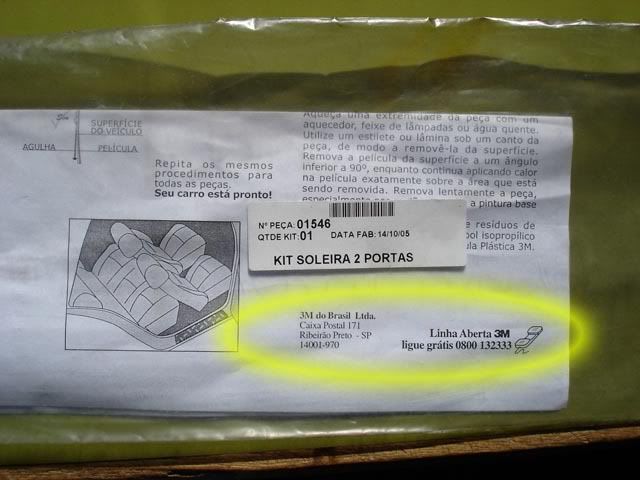 Sim
SUPERFÍCIE
DO VEÍCULO
AGULHA
PELÍCULA
Repita os mesmos
procedimentos para
todas as peças.
Seu carro está pronto!
Aqueça uma extremidade da peça com um
aquecedor, feixe de lâmpadas ou água quente.
Utilize um estilete ou lâmina sob um canto da
peça, de modo a removê-la da superfície.
Remova a película da superfície a um ângulo
inferior a 90º, enquanto continua aplicando calor
na película exatamente sobre a área que está
sendo removida. Remova lentamente a peça,
especialmente
a pintura base
e resíduos de
ol isopropílico
ula Plástica 3M.
Nº PEÇA:01546
QTDE KIT:01 DATA FAB:14/10/05
KIT SOLEIRA 2 PORTAS
3M do Brasil Ltda.
Caixa Postal 171
Ribeirão Preto - SP
14001-970
Linha Aberta 3M
ligue grátis 0800 132333